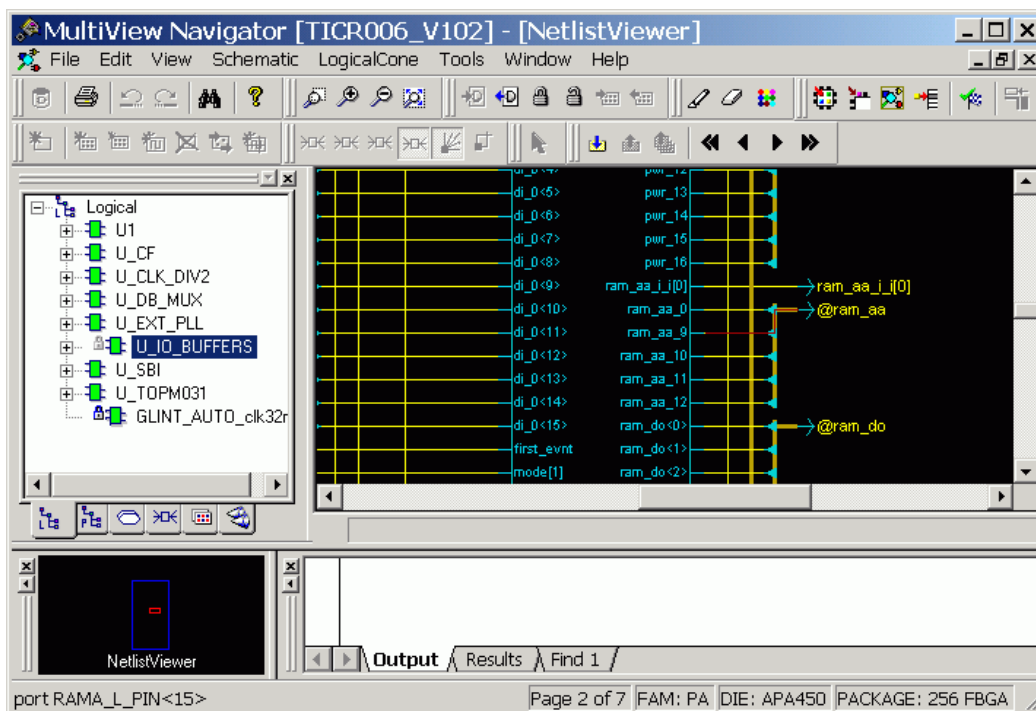 MultiView Navigator [TICR006_V102] - [NetlistViewer]
File Edit View Schematic LogicalCone Tools Window Help
Logical
U1
U_CF
U_CLK_DIV2
U_DB_MUX
U_EXT_PLL
U_IO_BUFFERS
U_SBI
U_TOPM031
GLINT_AUTO_clk32r
di_0<4> pwr_12
di_0<5> pwr_13
di_0<6> pwr_14
di_0<7> pwr_15
di_0<8> pwr_16
di_0<9> ram_aa_i_i[0] ram_aa_i_i[0]
di_0<10> ram_aa_0 @ram_aa
di_0<11> ram_aa_9
di_0<12> ram_aa_10
di_0<13> ram_aa_11
di_0<14> ram_aa_12
di_0<15> ram_do<0> @ram_do
first_evnt ram_do<1>
mode[1] ram_do<2>
NetlistViewer
Output Results Find 1
port RAMA_L_PIN<15> Page 2 of 7 FAM: PA DIE: APA450 PACKAGE: 256 FBGA